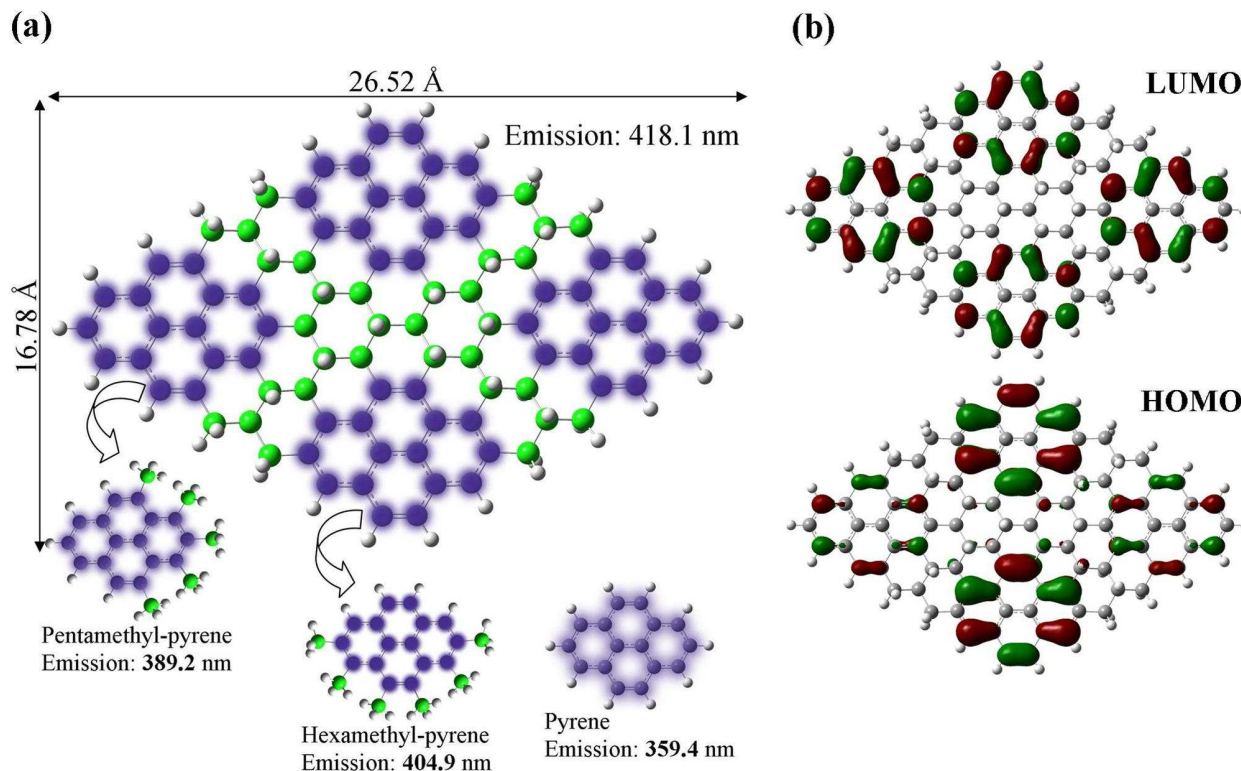 (a)
26.52 Å
Emission: 418.1 nm
16.78 Å
Pentamethyl-pyrene
Emission: 389.2 nm
Hexamethyl-pyrene
Emission: 404.9 nm
Pyrene
Emission: 359.4 nm
(b)
LUMO
HOMO